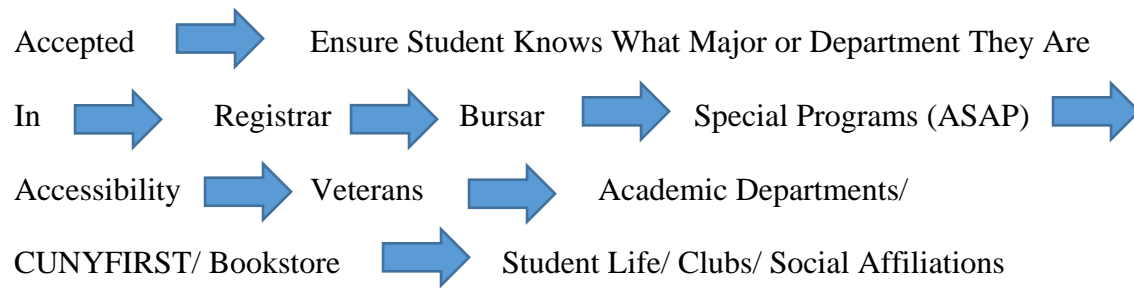 Accepted Ensure Student Knows What Major or Department They Are
In Registrar Bursar Special Programs (ASAP)
Accessibility Veterans Academic Departments/
CUNYFIRST/ Bookstore Student Life/ Clubs/ Social Affiliations